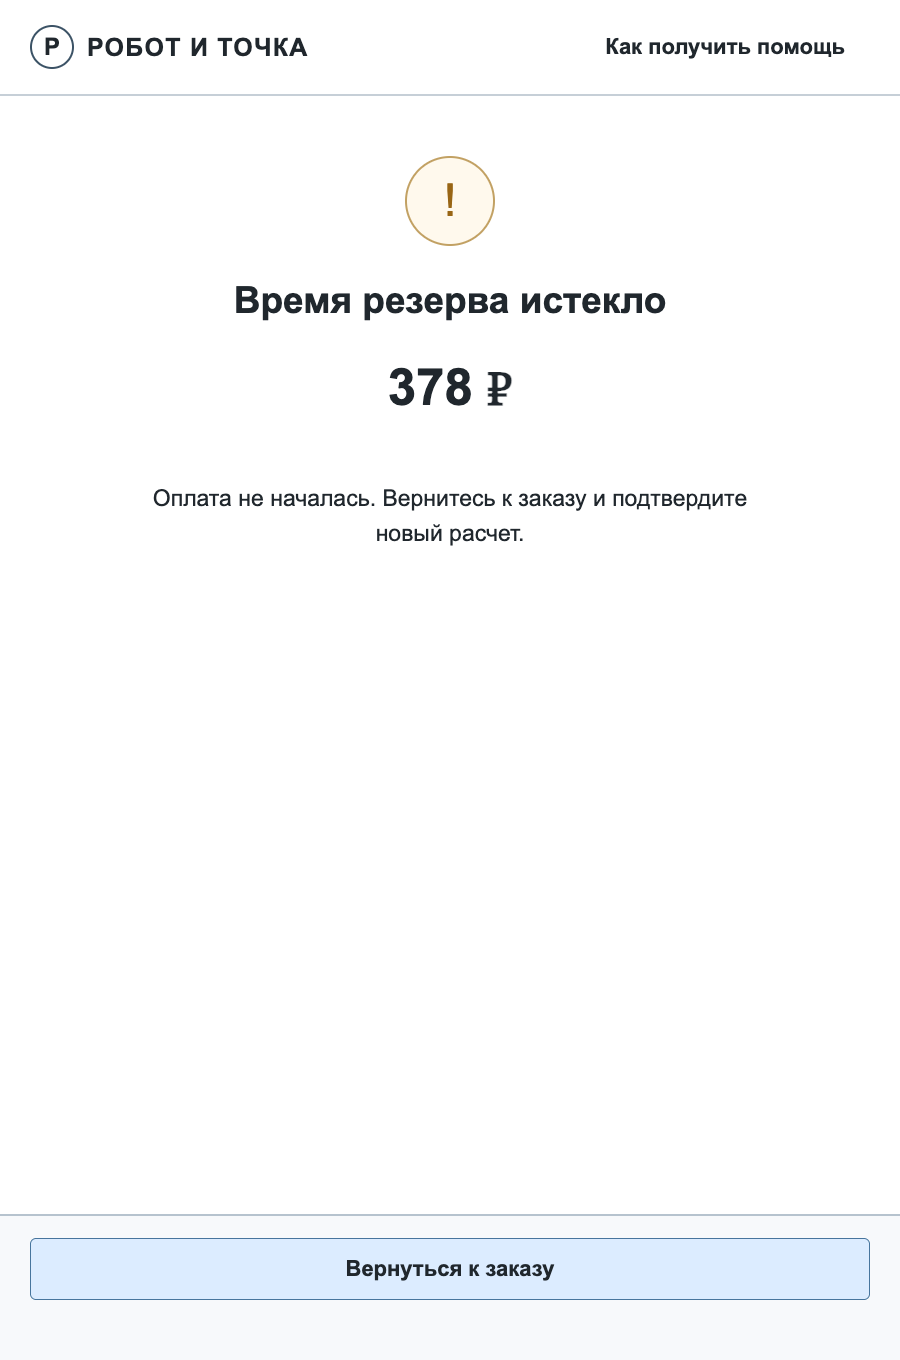 Р РОБОТ И ТОЧКА
Как получить помощь
!
Время резерва истекло
378 ₽
Оплата не началась. Вернитесь к заказу и подтвердите
новый расчет.
Вернуться к заказу